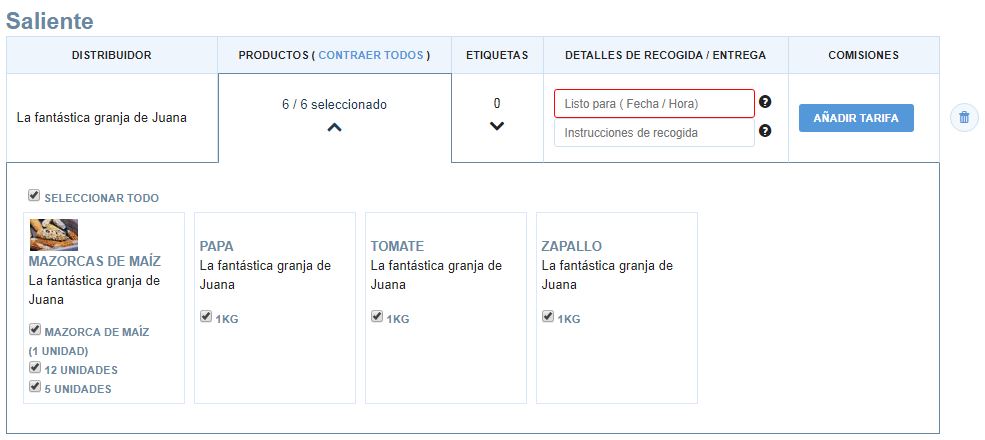 Saliente
DISTRIBUIDOR PRODUCTOS ( CONTRAER TODOS ) ETIQUETAS DETALLES DE RECOGIDA / ENTREGA COMISIONES
La fantástica granja de Juana
6 / 6 seleccionado
0
Listo para ( Fecha / Hora) ?
Instrucciones de recogida ?
AÑADIR TARIFA
SELECCIONAR TODO
MAZORCAS DE MAÍZ
La fantástica granja de
Juana
MAZORCA DE MAÍZ
(1 UNIDAD)
12 UNIDADES
5 UNIDADES
PAPA
La fantástica granja de
Juana
1KG
TOMATE
La fantástica granja de
Juana
1KG
ZAPALLO
La fantástica granja de
Juana
1KG